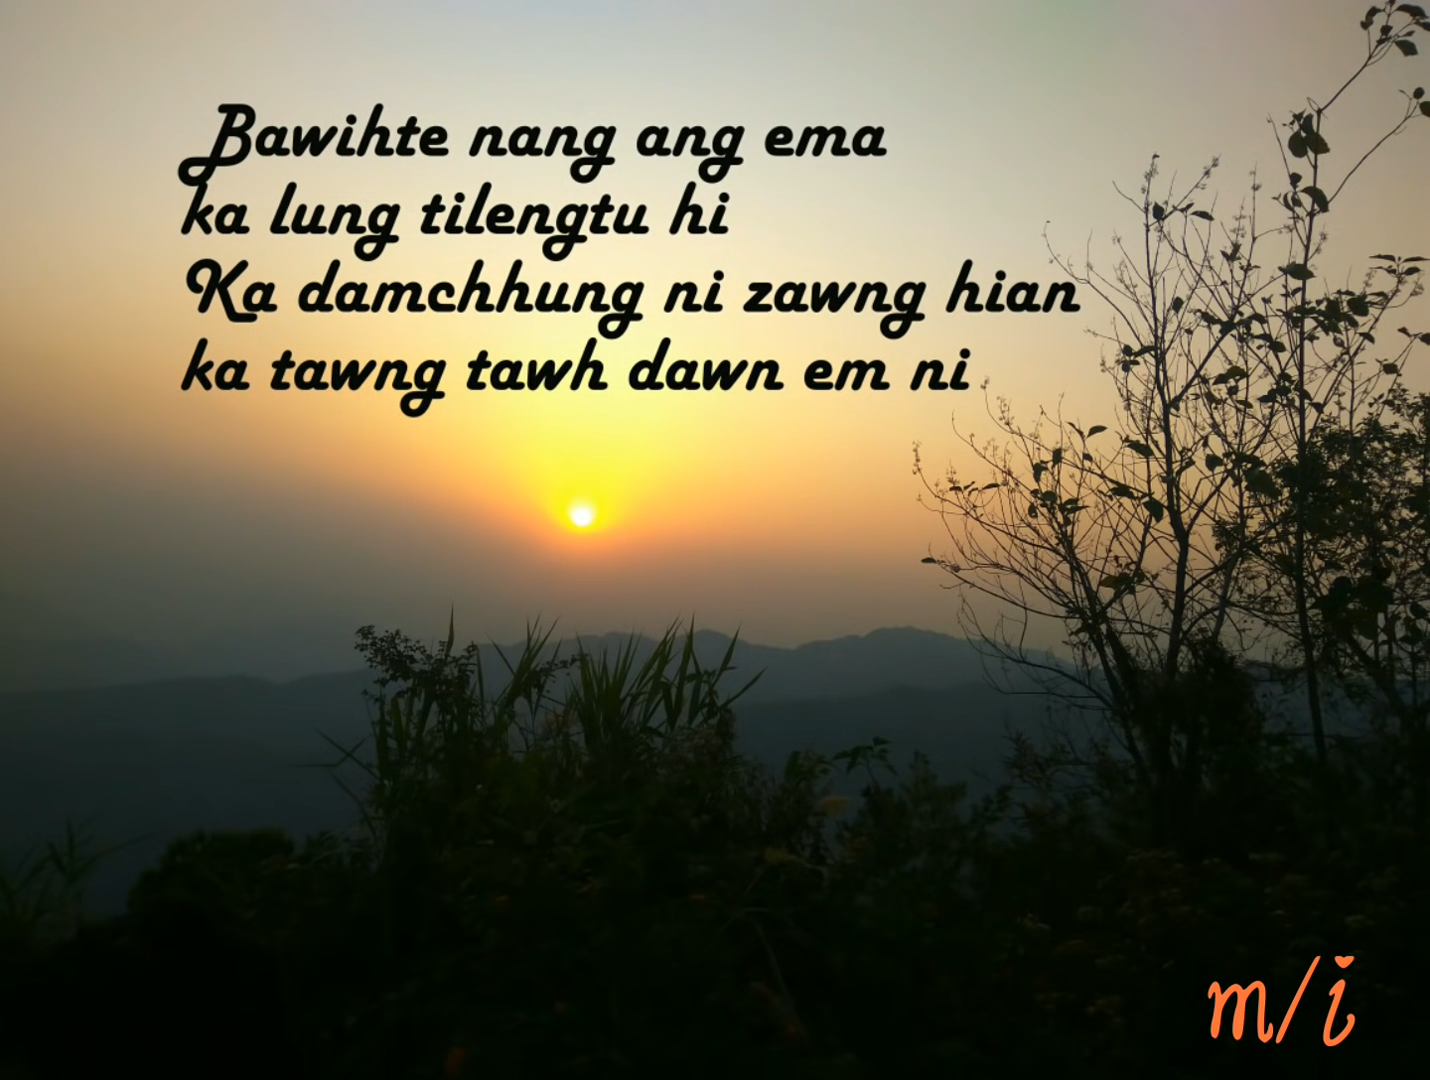 Bawihte nang ang ema
ka lung tilengtu hi
Ka damchhung ni zawng hian
ka tawng tawh dawn em ni
m/i